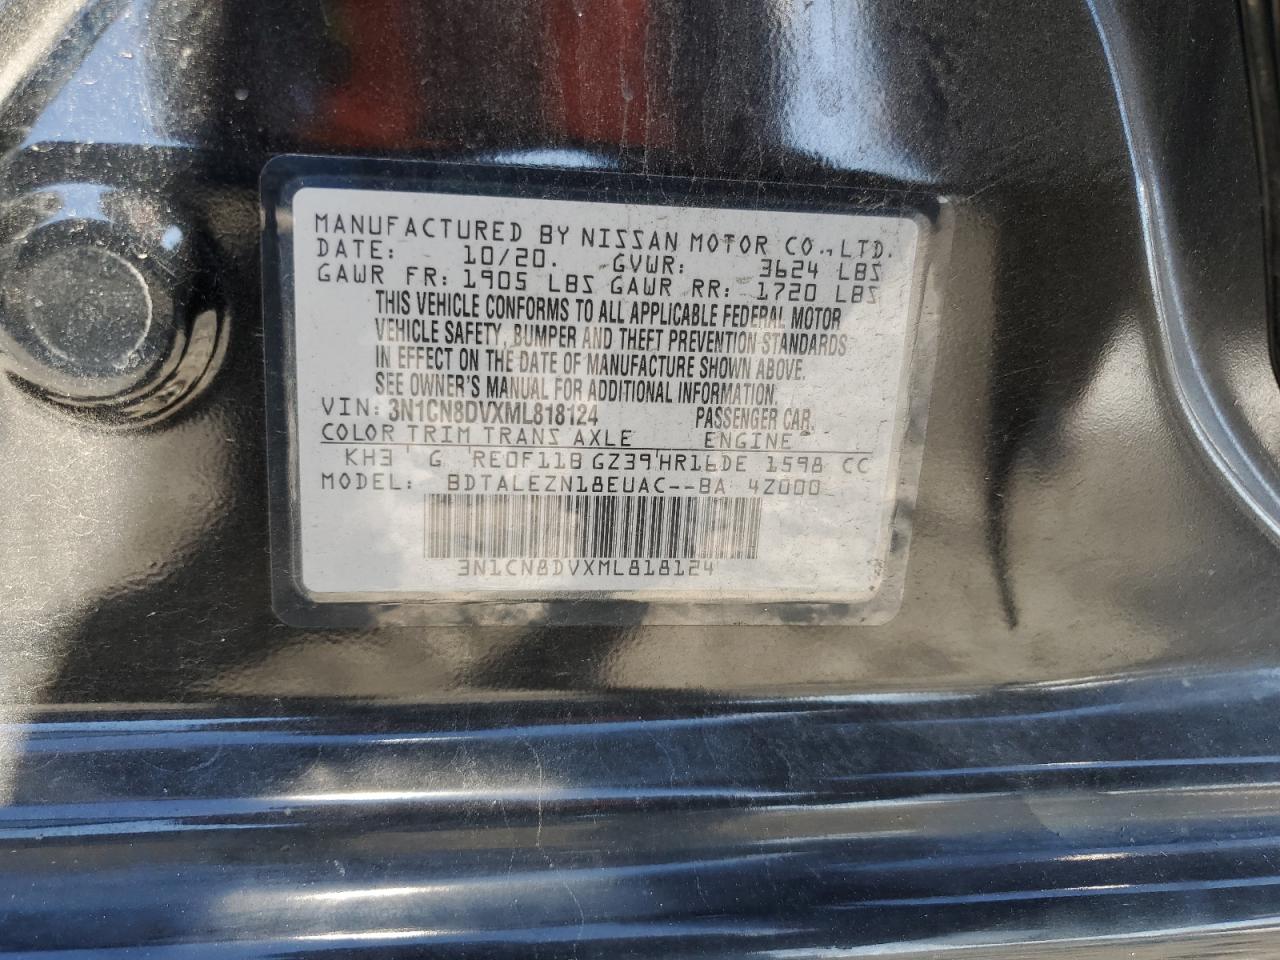 MANUFACTURED BY NISSAN MOTOR CO., LTD.
DATE: 10/20. GVWR: 3624 LBS
GAWR FR: 1905 LBS GAWR RR: 1720 LBS
THIS VEHICLE CONFORMS TO ALL APPLICABLE FEDERAL MOTOR
VEHICLE SAFETY, BUMPER AND THEFT PREVENTION STANDARDS
IN EFFECT ON THE DATE OF MANUFACTURE SHOWN ABOVE.
SEE OWNER'S MANUAL FOR ADDITIONAL INFORMATION.
VIN: 3N1CN8DVXML818124 PASSENGER CAR.
COLOR TRIM TRANS AXLE ENGINE
KH3 G RE0F11B GZ39 HR16DE 1598 CC
MODEL: BDTALEZN18EUAC--BA 4Z000
3N1CN8DVXML818124